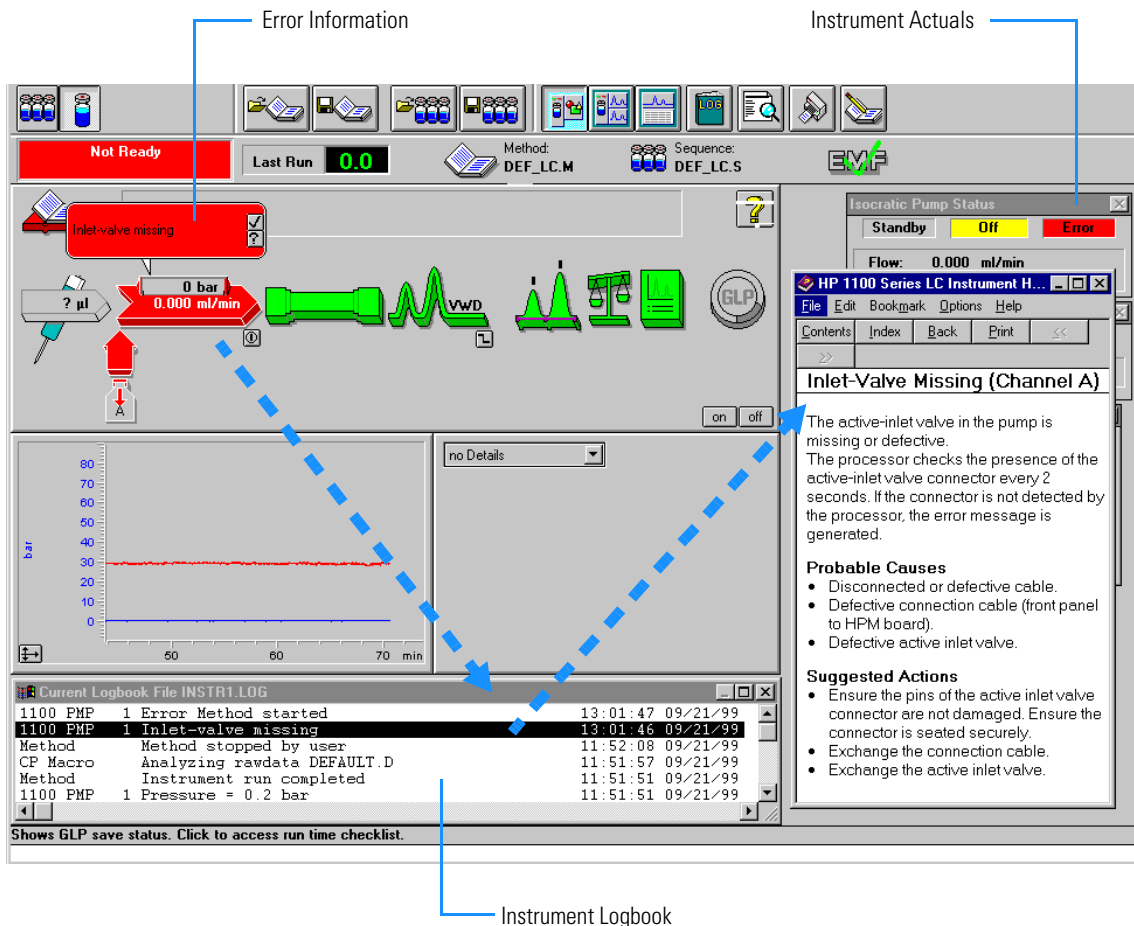 Error Information
Instrument Actuals
LOG
Not Ready
Last Run 0.0
Method:
DEF_LC.M
Sequence:
DEF_LC.S
EMF
Inlet-valve missing
?
?
? µl
0 bar
0.000 ml/min
VWD
GLP
A
on off
Isocratic Pump Status
Standby Off Error
Flow: 0.000 ml/min
HP 1100 Series LC Instrument H...
File Edit Bookmark Options Help
Contents Index Back Print <<
>>
Inlet-Valve Missing (Channel A)
The active-inlet valve in the pump is
missing or defective.
The processor checks the presence of the
active-inlet valve connector every 2
seconds. If the connector is not detected by
the processor, the error message is
generated.
Probable Causes
• Disconnected or defective cable.
• Defective connection cable (front panel
to HPM board).
• Defective active inlet valve.
Suggested Actions
• Ensure the pins of the active inlet valve
connector are not damaged. Ensure the
connector is seated securely.
• Exchange the connection cable.
• Exchange the active inlet valve.
no Details
bar
80
70
60
50
40
30
20
10
0
50 60 70 min
Current Logbook File INSTR1.LOG
1100 PMP 1 Error Method started 13:01:47 09/21/99
1100 PMP 1 Inlet-valve missing 13:01:46 09/21/99
Method Method stopped by user 11:52:08 09/21/99
CP Macro Analyzing rawdata DEFAULT.D 11:51:57 09/21/99
Method Instrument run completed 11:51:51 09/21/99
1100 PMP 1 Pressure = 0.2 bar 11:51:51 09/21/99
Shows GLP save status. Click to access run time checklist.
Instrument Logbook